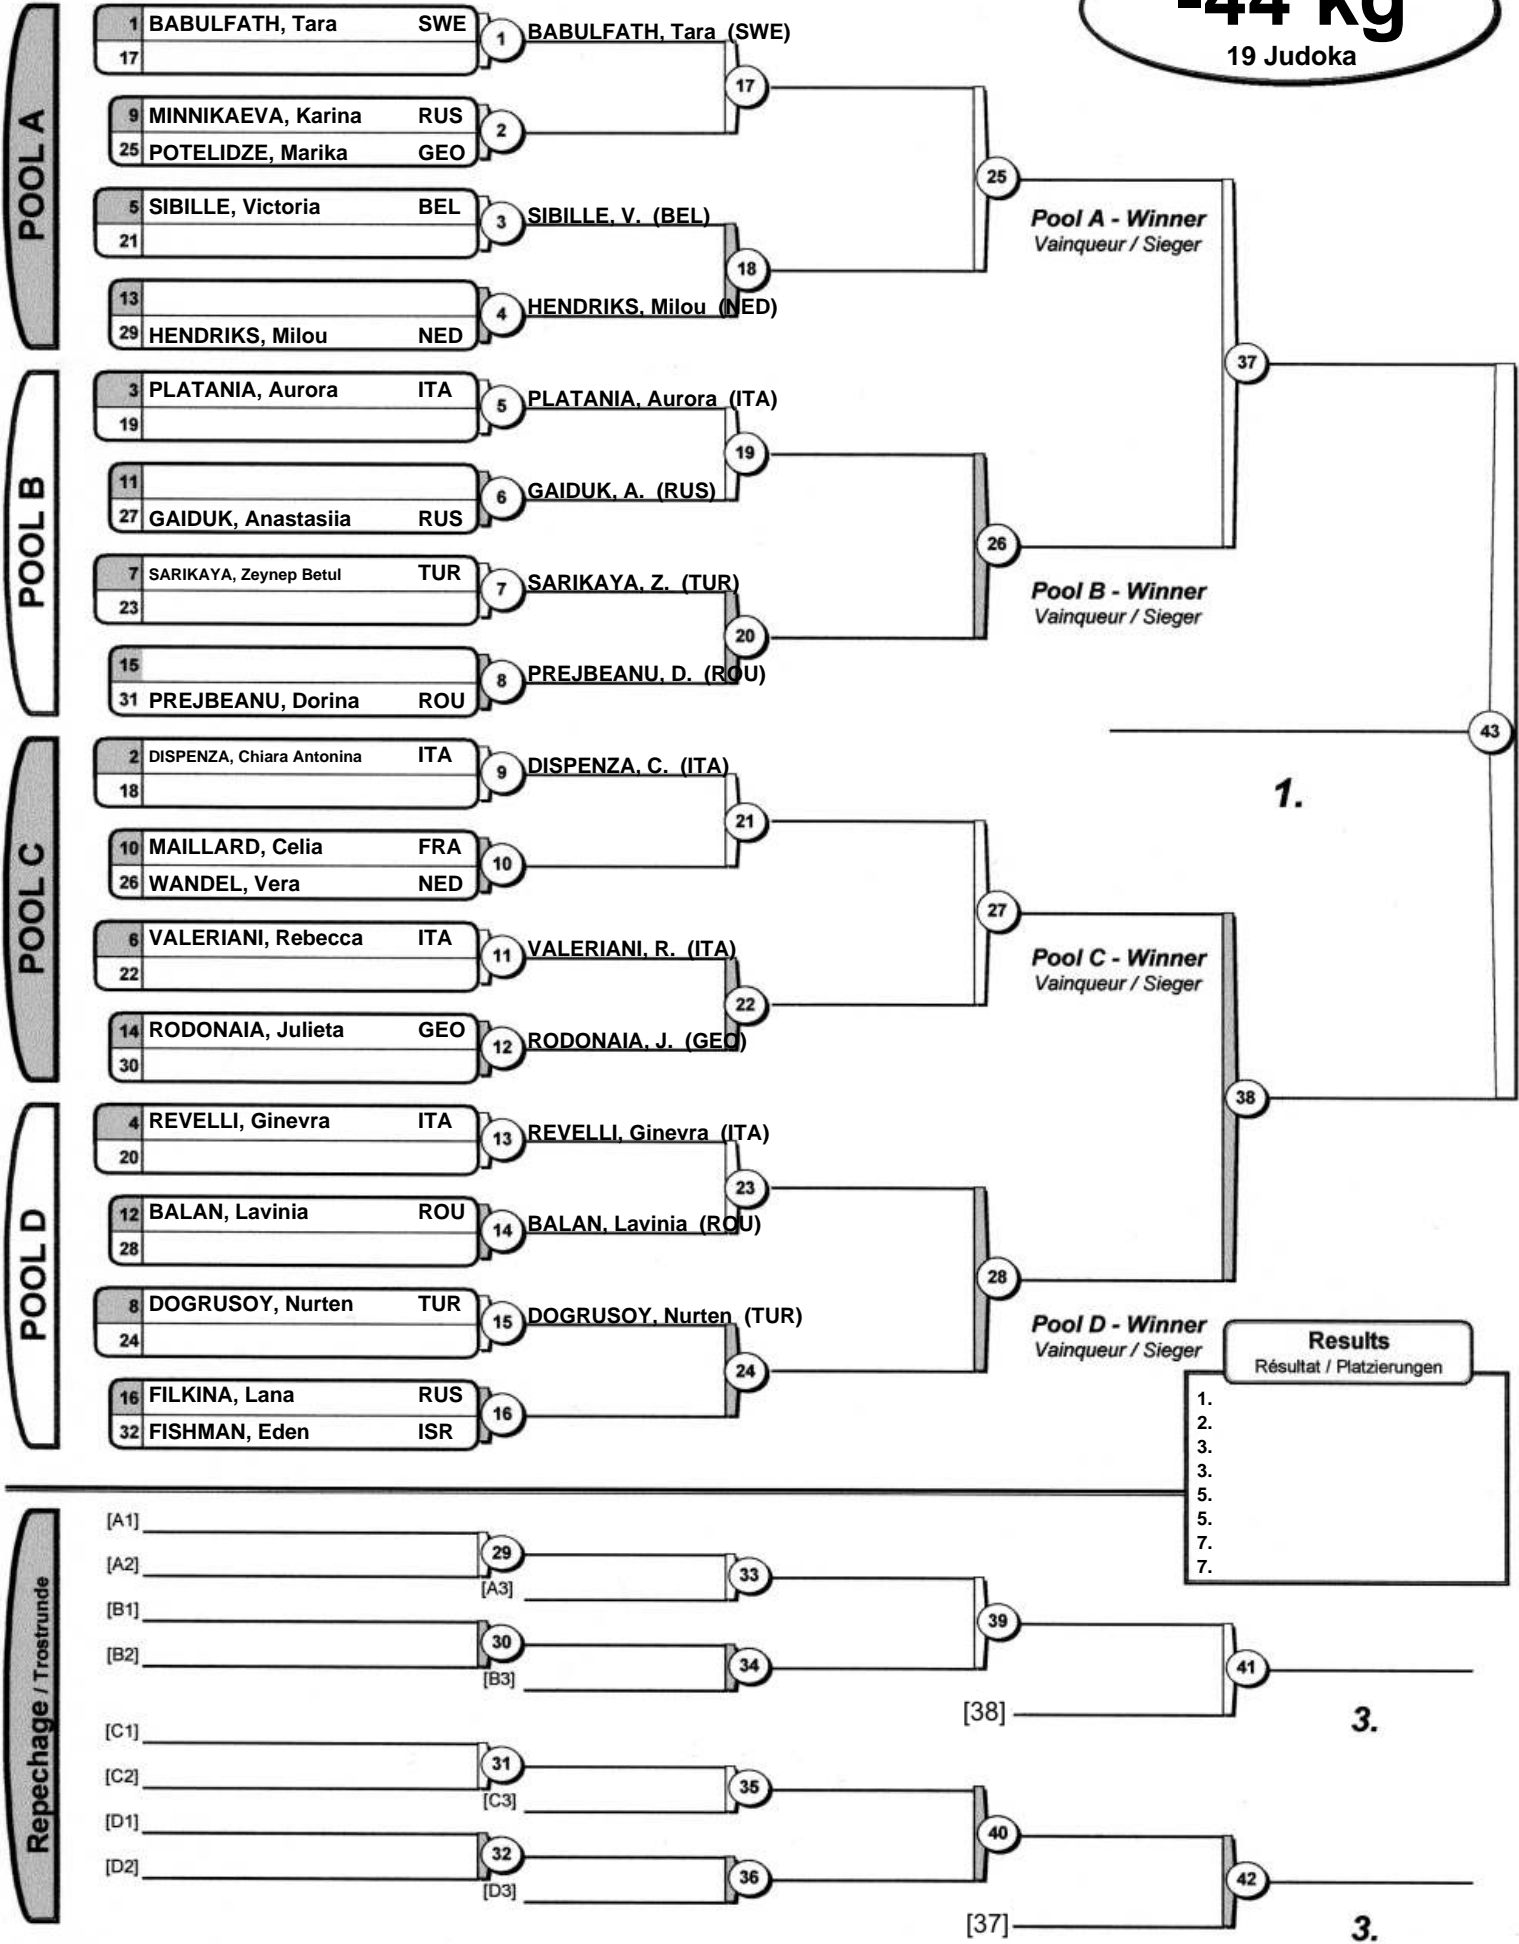 -44 kg
19 Judoka
POOL A
1 BABULFATH, Tara SWE
17
1 BABULFATH, Tara (SWE)
17
9 MINNIKAEVA, Karina RUS
25 POTELIDZE, Marika GEO
2
25
Pool A - Winner
Vainqueur / Sieger
5 SIBILLE, Victoria BEL
21
3 SIBILLE, V. (BEL)
18
13
29 HENDRIKS, Milou NED
4 HENDRIKS, Milou (NED)
37
POOL B
3 PLATANIA, Aurora ITA
19
5 PLATANIA, Aurora (ITA)
19
11
27 GAIDUK, Anastasiia RUS
6 GAIDUK, A. (RUS)
26
Pool B - Winner
Vainqueur / Sieger
7 SARIKAYA, Zeynep Betul TUR
23
7 SARIKAYA, Z. (TUR)
20
15
31 PREJBEANU, Dorina ROU
8 PREJBEANU, D. (ROU)
43
1.
POOL C
2 DISPENZA, Chiara Antonina ITA
18
9 DISPENZA, C. (ITA)
21
10 MAILLARD, Celia FRA
26 WANDEL, Vera NED
10
27
Pool C - Winner
Vainqueur / Sieger
6 VALERIANI, Rebecca ITA
22
11 VALERIANI, R. (ITA)
22
14 RODONAIA, Julieta GEO
30
12 RODONAIA, J. (GEO)
38
POOL D
4 REVELLI, Ginevra ITA
20
13 REVELLI, Ginevra (ITA)
23
12 BALAN, Lavinia ROU
28
14 BALAN, Lavinia (ROU)
28
Pool D - Winner
Vainqueur / Sieger
8 DOGRUSOY, Nurten TUR
24
15 DOGRUSOY, Nurten (TUR)
24
16 FILKINA, Lana RUS
32 FISHMAN, Eden ISR
16
Results
Résultat / Platzierungen
1.
2.
3.
3.
5.
5.
7.
7.
Repechage / Trostrunde
[A1]
[A2]
29
[A3]
33
[B1]
[B2]
30
[B3]
34
39
[38]
41
3.
[C1]
[C2]
31
[C3]
35
[D1]
[D2]
32
[D3]
36
40
[37]
42
3.